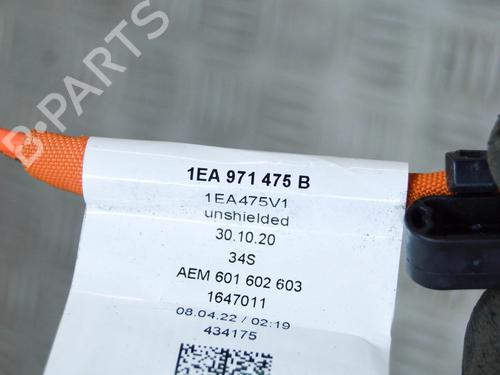 B-PARTS
1EA 971 475 B
1EA475V1
unshielded
30.10.20
34S
AEM 601 602 603
1647011
08.04.22 / 02:19
434175